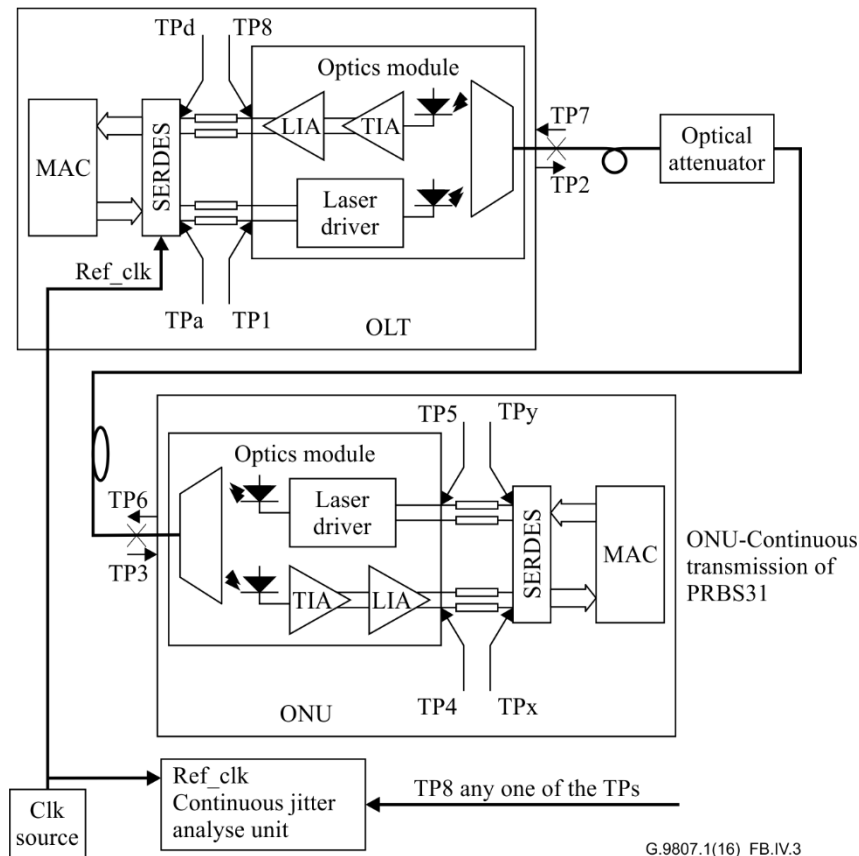 TPd
TP8
Optics module
MAC
SERDES
LIA
TIA
TP7
TP2
Optical
attenuator
Laser
driver
Ref_clk
TPa
TP1
OLT
TP5
TPy
Optics module
TP6
TP3
Laser
driver
SERDES
MAC
ONU-Continuous
transmission of
PRBS31
TIA
LIA
TP4
TPx
ONU
Clk
source
Ref_clk
Continuous jitter
analyse unit
TP8 any one of the TPs
G.9807.1(16)_FB.IV.3